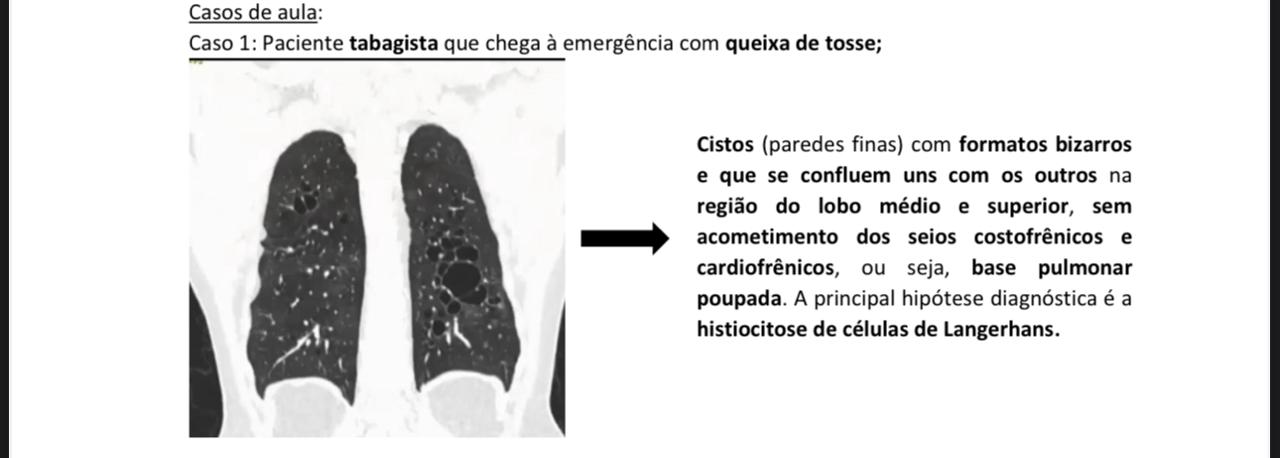 Casos de aula:
Caso 1: Paciente tabagista que chega à emergência com queixa de tosse;
Cistos (paredes finas) com formatos bizarros
e que se confluem uns com os outros na
região do lobo médio e superior, sem
acometimento dos seios costofrênicos e
cardiofrênicos, ou seja, base pulmonar
poupada. A principal hipótese diagnóstica é a
histiocitose de células de Langerhans.